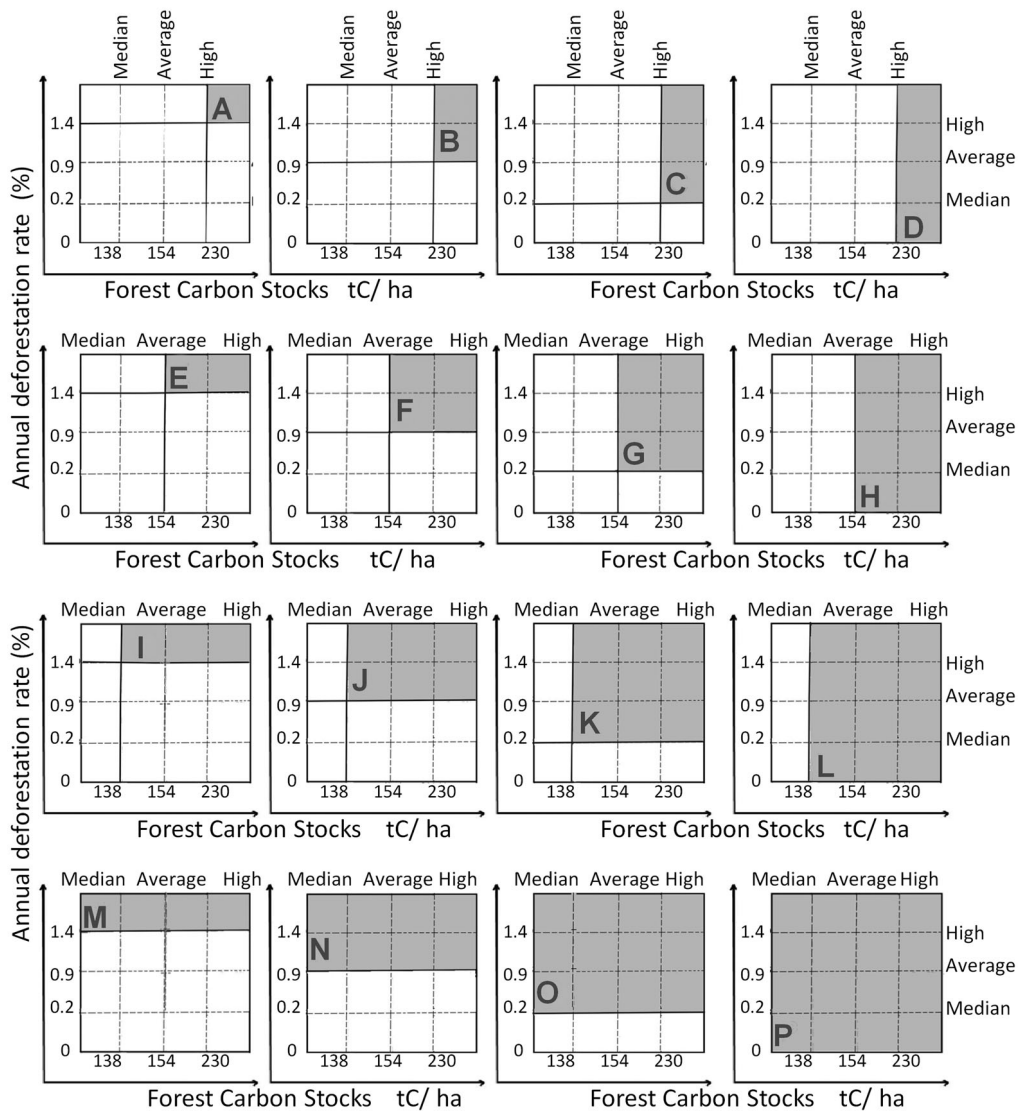 Median Average High Median Average High Median Average High Median Average High
A B C D
1.4 1.4 1.4 1.4 High
0.9 0.9 0.9 0.9 Average
0.2 0.2 0.2 0.2 Median
0 0 0 0
138 154 230 138 154 230 138 154 230 138 154 230
Forest Carbon Stocks tC/ ha Forest Carbon Stocks tC/ ha
Annual deforestation rate (%)
Median Average High Median Average High Median Average High Median Average High
E F G H
1.4 1.4 1.4 1.4 High
0.9 0.9 0.9 0.9 Average
0.2 0.2 0.2 0.2 Median
0 0 0 0
138 154 230 138 154 230 138 154 230 138 154 230
Forest Carbon Stocks tC/ ha Forest Carbon Stocks tC/ ha
Median Average High Median Average High Median Average High Median Average High
I J K L
1.4 1.4 1.4 1.4 High
0.9 0.9 0.9 0.9 Average
0.2 0.2 0.2 0.2 Median
0 0 0 0
138 154 230 138 154 230 138 154 230 138 154 230
Forest Carbon Stocks tC/ ha Forest Carbon Stocks tC/ ha
Annual deforestation rate (%)
Median Average High Median Average High Median Average High Median Average High
M N O P
1.4 1.4 1.4 1.4 High
0.9 0.9 0.9 0.9 Average
0.2 0.2 0.2 0.2 Median
0 0 0 0
138 154 230 138 154 230 138 154 230 138 154 230
Forest Carbon Stocks tC/ ha Forest Carbon Stocks tC/ ha